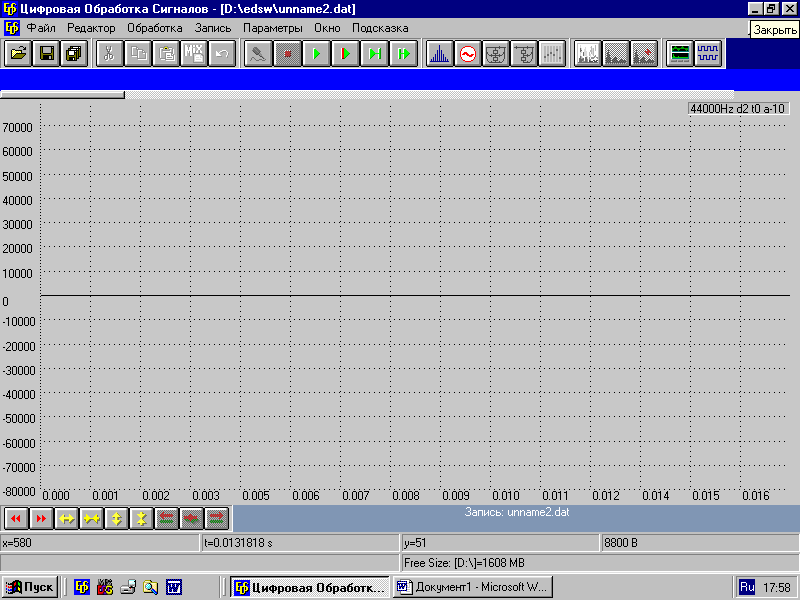 Цифровая Обработка Сигналов - [D:\edsw\unname2.dat]
Файл Редактор Обработка Запись Параметры Окно Подсказка
Закрыть
MiX
44000Hz d2 t0 a-10
70000
60000
50000
40000
30000
20000
10000
0
-10000
-20000
-30000
-40000
-50000
-60000
-70000
-80000
0.000 0.001 0.002 0.003 0.005 0.006 0.007 0.008 0.009 0.010 0.011 0.012 0.014 0.015 0.016
Запись: unname2.dat
x=580 t=0.0131818 s y=51 8800 B
Free Size: [D:\]=1608 MB
Пуск Цифровая Обработк... Документ1 - Microsoft W... Ru 17:58